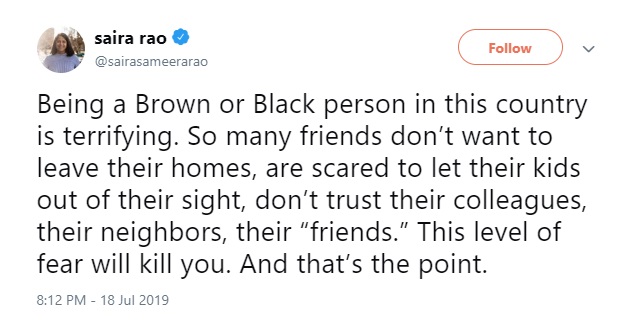 saira rao
@sairasameerarao
Follow
Being a Brown or Black person in this country
is terrifying. So many friends don’t want to
leave their homes, are scared to let their kids
out of their sight, don’t trust their colleagues,
their neighbors, their “friends.” This level of
fear will kill you. And that’s the point.
8:12 PM - 18 Jul 2019